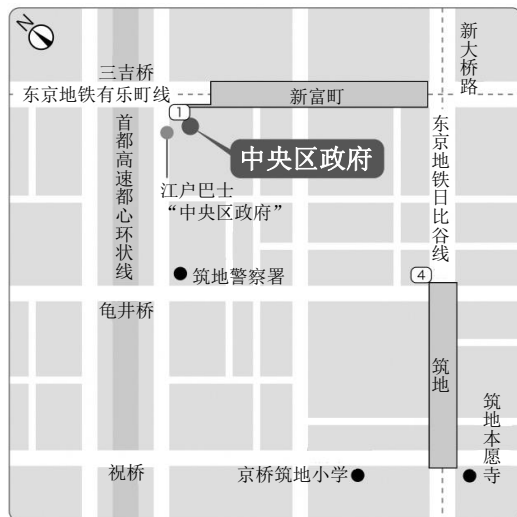 N
三吉桥
东京地铁有乐町线
新富町
新大桥路
1
中央区政府
首都高速都心环状线
江户巴士
“中央区政府”
东京地铁日比谷线
筑地警察署
4
龟井桥
筑地
筑地本愿寺
祝桥
京桥筑地小学